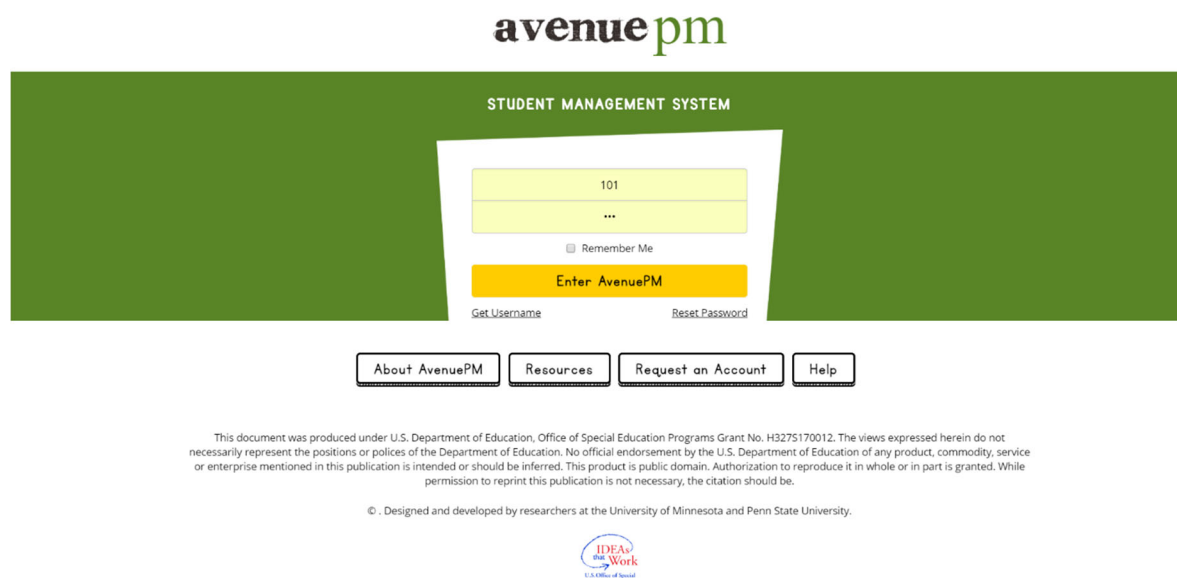 avenue pm
STUDENT MANAGEMENT SYSTEM
101
•••
Remember Me
Enter AvenuePM
Get Username Reset Password
About AvenuePM Resources Request an Account Help
This document was produced under U.S. Department of Education, Office of Special Education Programs Grant No. H327S170012. The views expressed herein do not
necessarily represent the positions or polices of the Department of Education. No official endorsement by the U.S. Department of Education of any product, commodity, service
or enterprise mentioned in this publication is intended or should be inferred. This product is public domain. Authorization to reproduce it in whole or in part is granted. While
permission to reprint this publication is not necessary, the citation should be.
© . Designed and developed by researchers at the University of Minnesota and Penn State University.
IDEAs
that Work
U.S. Office of Special